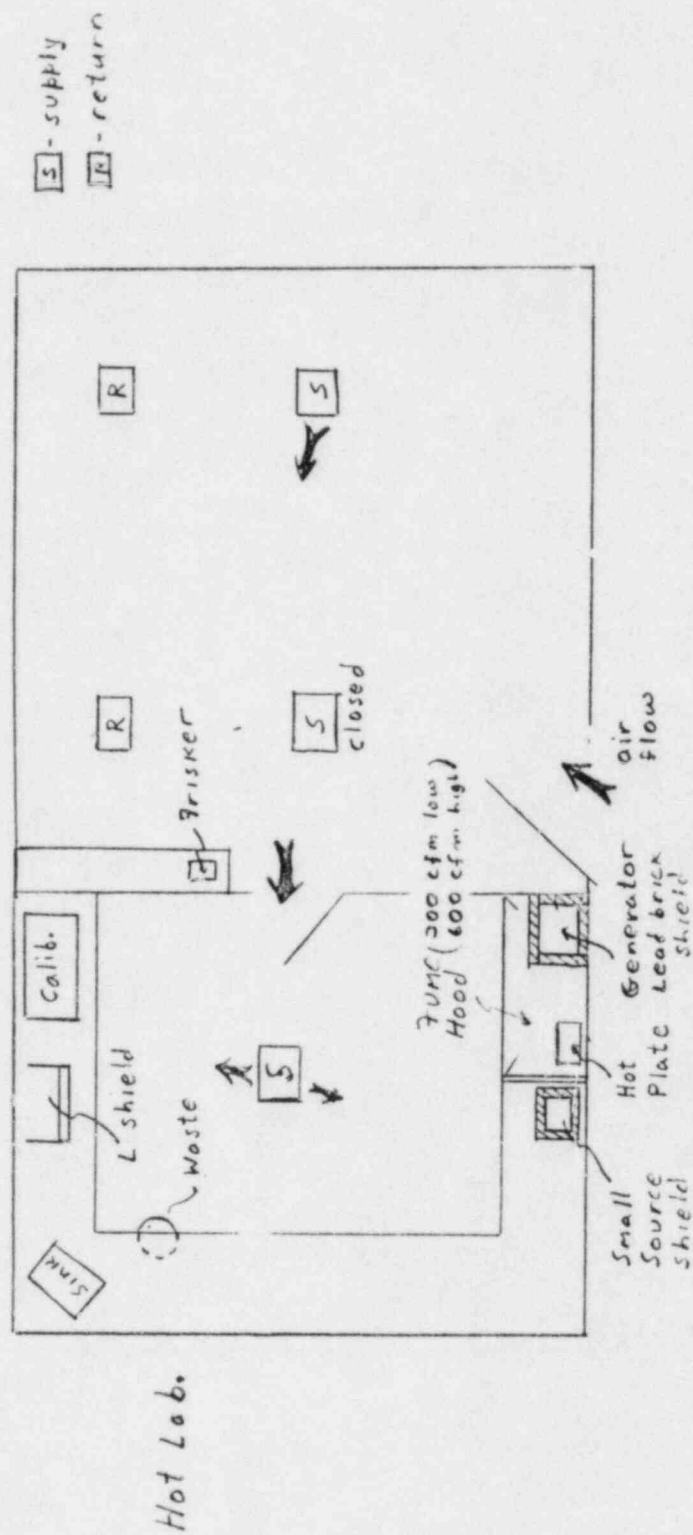 Hot Lab.
S - supply
R - return
Sink
L shield
Calib.
Frisker
R
R
Waste
S
S
closed
S
Fume
Hood
(200 cfm low
600 cfm high)
air
flow
Small
Source
Shield
Hot
Plate
Generator
Lead brick
shield